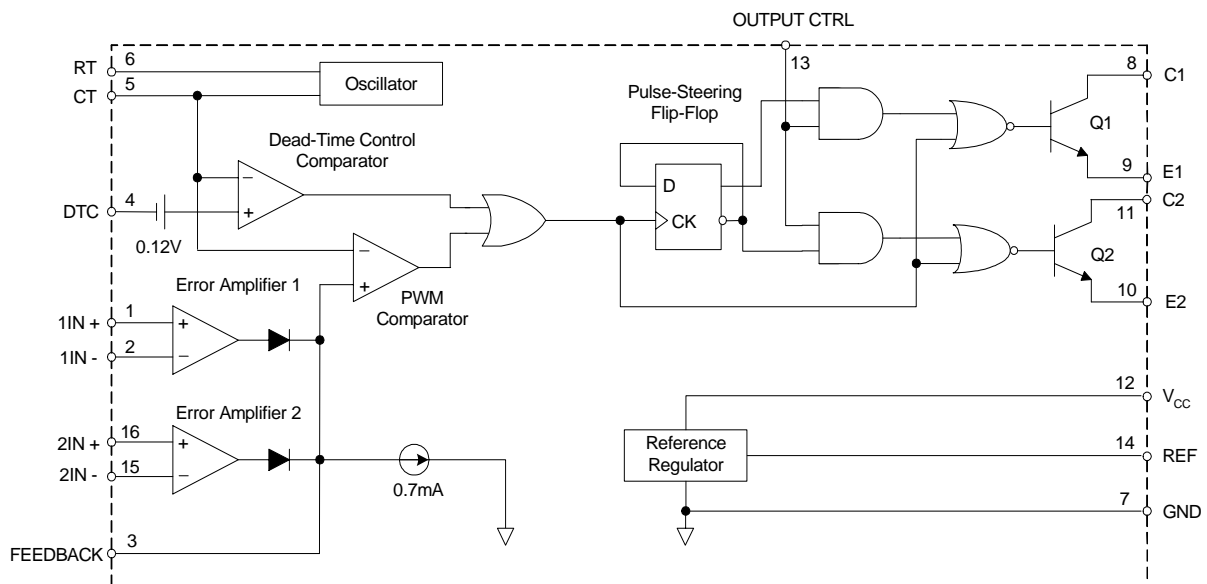 OUTPUT CTRL
13
RT
6
Oscillator
CT
5
Pulse-Steering
Flip-Flop
8
C1
Q1
Dead-Time Control
Comparator
D
CK
9
E1
DTC
4
0.12V
C2
11
Q2
PWM
Comparator
10
E2
Error Amplifier 1
1IN +
1
1IN -
2
+
−
−
+
−
+
Error Amplifier 2
2IN +
16
2IN -
15
+
−
0.7mA
12
VCC
Reference
Regulator
14
REF
7
GND
FEEDBACK
3